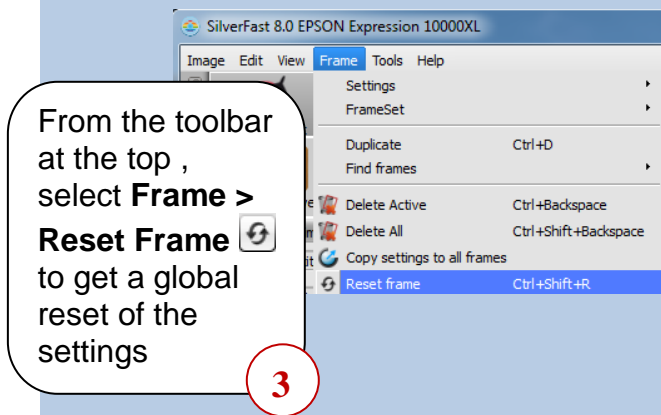 SilverFast 8.0 EPSON Expression 10000XL
Image Edit View Frame Tools Help
Settings
FrameSet
Duplicate Ctrl+D
Find frames
Delete Active Ctrl+Backspace
Delete All Ctrl+Shift+Backspace
Copy settings to all frames
Reset frame Ctrl+Shift+R
From the toolbar
at the top ,
select Frame >
Reset Frame
to get a global
reset of the
settings
3